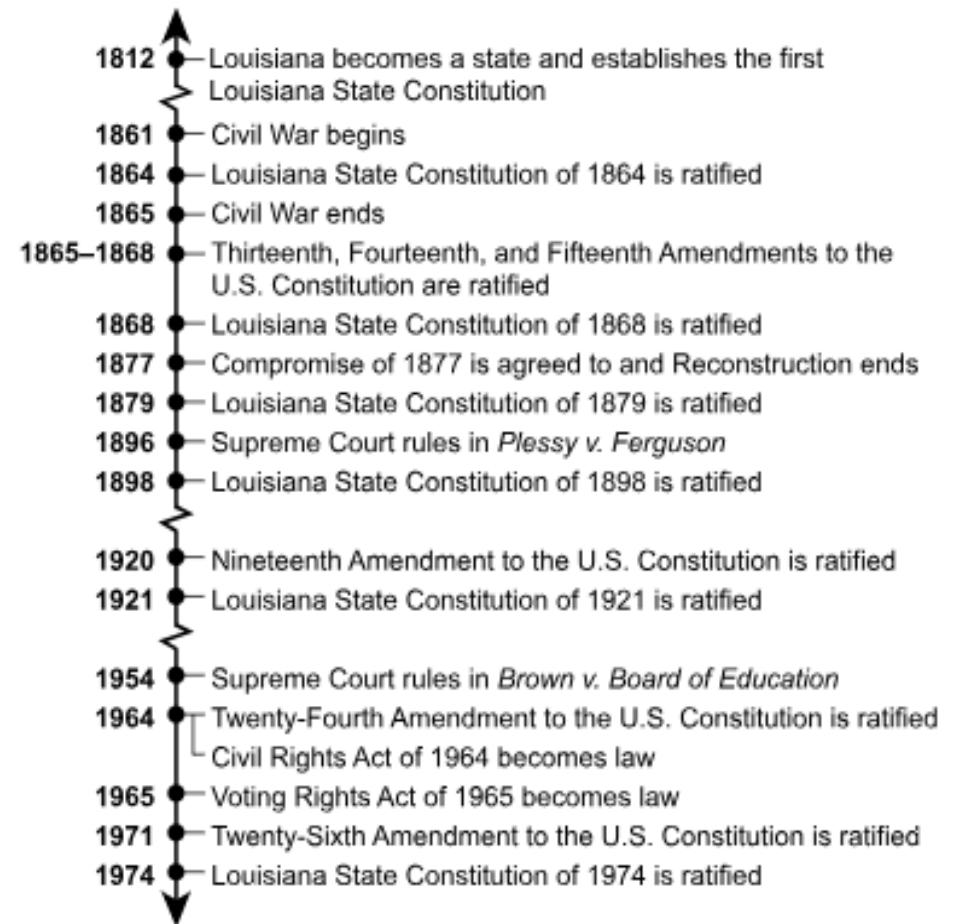 1812 Louisiana becomes a state and establishes the first
Louisiana State Constitution
1861 Civil War begins
1864 Louisiana State Constitution of 1864 is ratified
1865 Civil War ends
1865–1868 Thirteenth, Fourteenth, and Fifteenth Amendments to the
U.S. Constitution are ratified
1868 Louisiana State Constitution of 1868 is ratified
1877 Compromise of 1877 is agreed to and Reconstruction ends
1879 Louisiana State Constitution of 1879 is ratified
1896 Supreme Court rules in Plessy v. Ferguson
1898 Louisiana State Constitution of 1898 is ratified
1920 Nineteenth Amendment to the U.S. Constitution is ratified
1921 Louisiana State Constitution of 1921 is ratified
1954 Supreme Court rules in Brown v. Board of Education
1964 Twenty-Fourth Amendment to the U.S. Constitution is ratified
Civil Rights Act of 1964 becomes law
1965 Voting Rights Act of 1965 becomes law
1971 Twenty-Sixth Amendment to the U.S. Constitution is ratified
1974 Louisiana State Constitution of 1974 is ratified